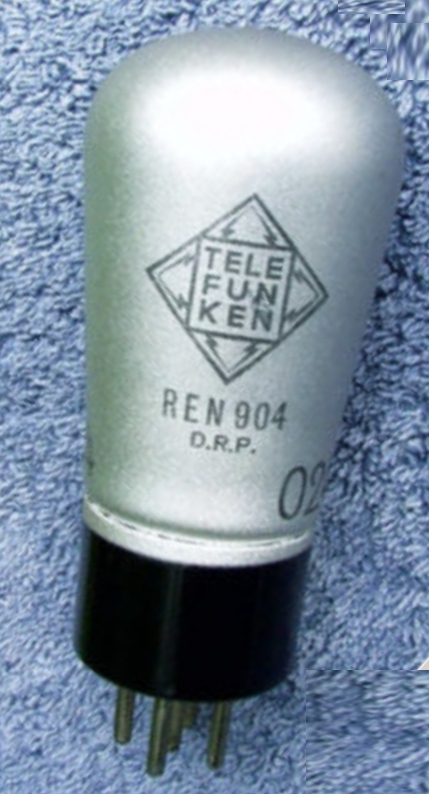 TELE
FUN
KEN
REN 904
D.R.P.
02